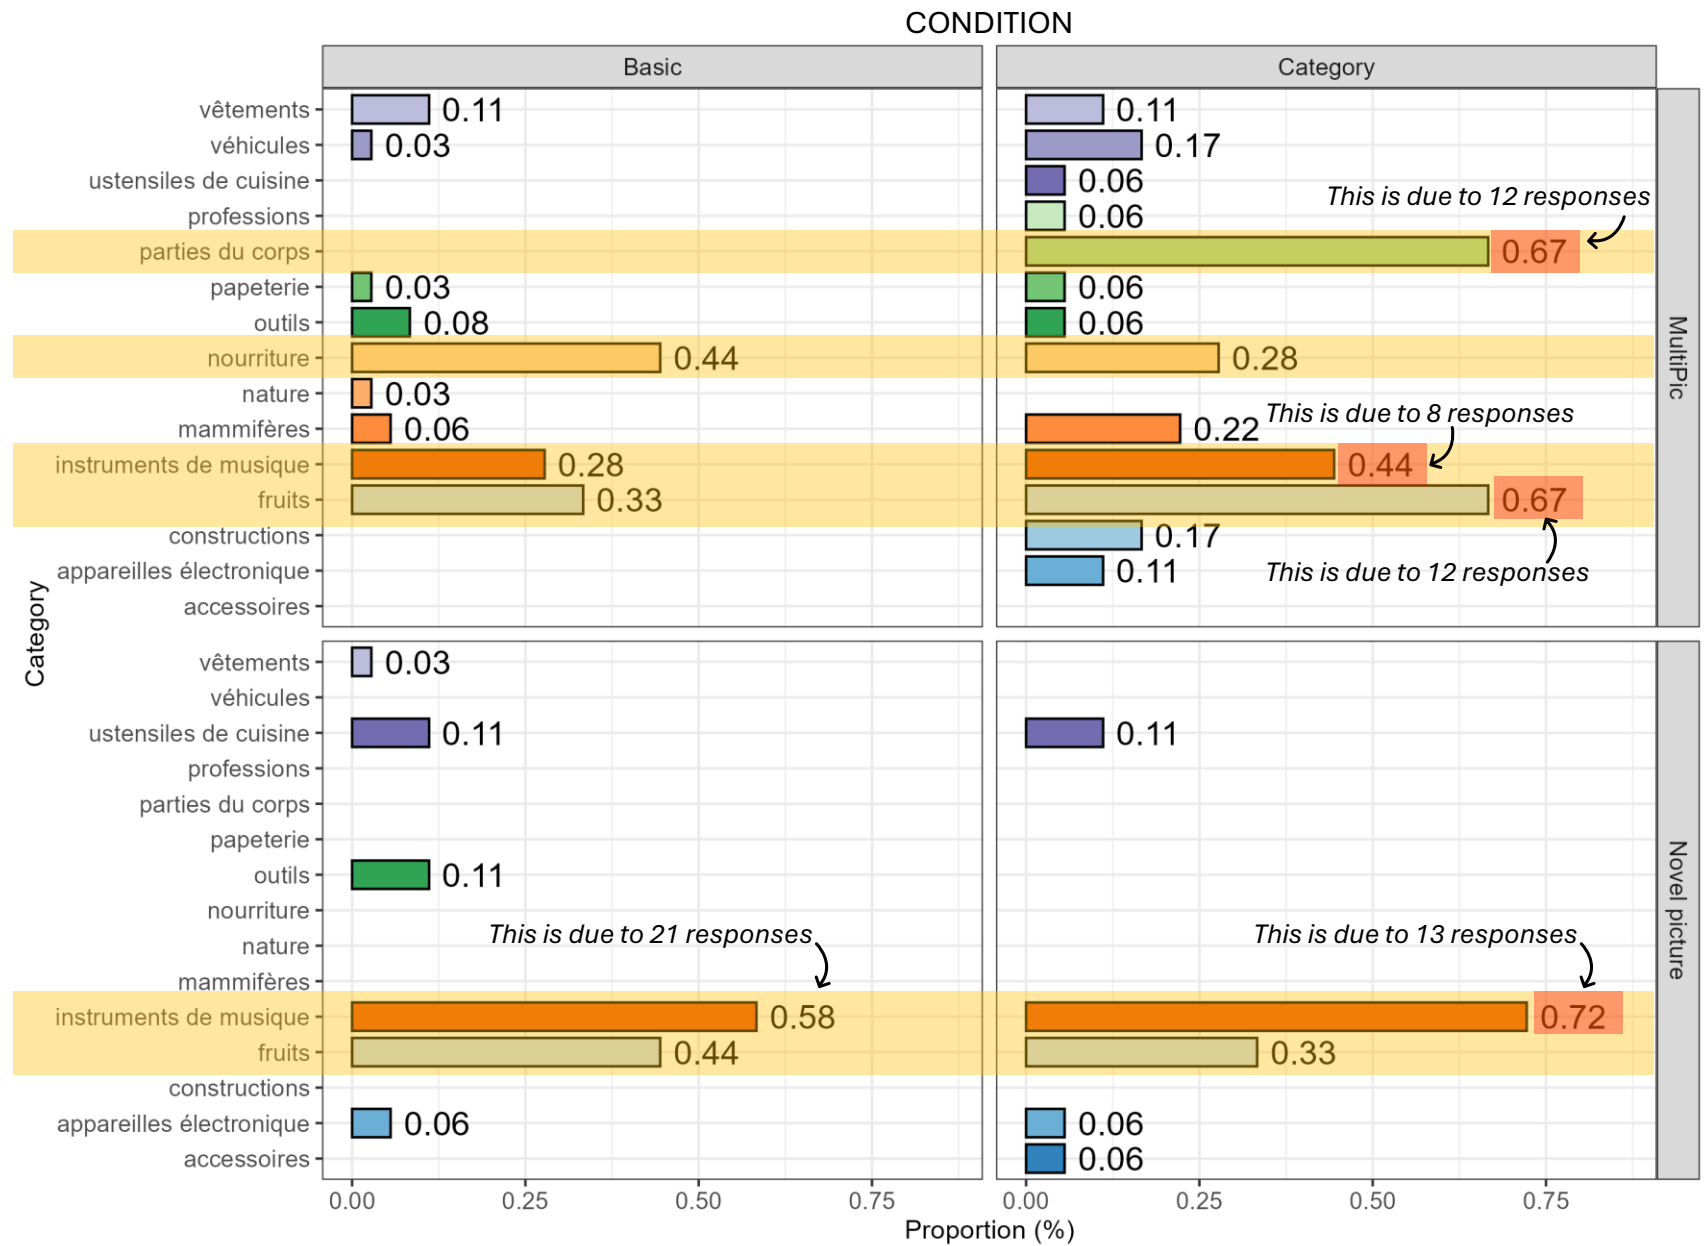 CONDITION
Basic
Category
vêtements
0.11
0.11
véhicules
0.03
0.17
ustensiles de cuisine
0.06
This is due to 12 responses
professions
0.06
parties du corps
0.67
papeterie
0.03
0.06
outils
0.08
0.06
nourriture
0.44
0.28
nature
0.03
This is due to 8 responses
mammifères
0.06
0.22
instruments de musique
0.28
0.44
fruits
0.33
0.67
constructions
0.17
appareilles électronique
0.11
This is due to 12 responses
accessoires
MultiPic
Category
vêtements
0.03
véhicules
ustensiles de cuisine
0.11
0.11
professions
parties du corps
papeterie
outils
0.11
nourriture
This is due to 21 responses
This is due to 13 responses
nature
mammifères
instruments de musique
0.58
0.72
fruits
0.44
0.33
constructions
appareilles électronique
0.06
0.06
accessoires
0.06
Novel picture
0.00
0.25
0.50
0.75
0.00
0.25
0.50
0.75
Proportion (%)